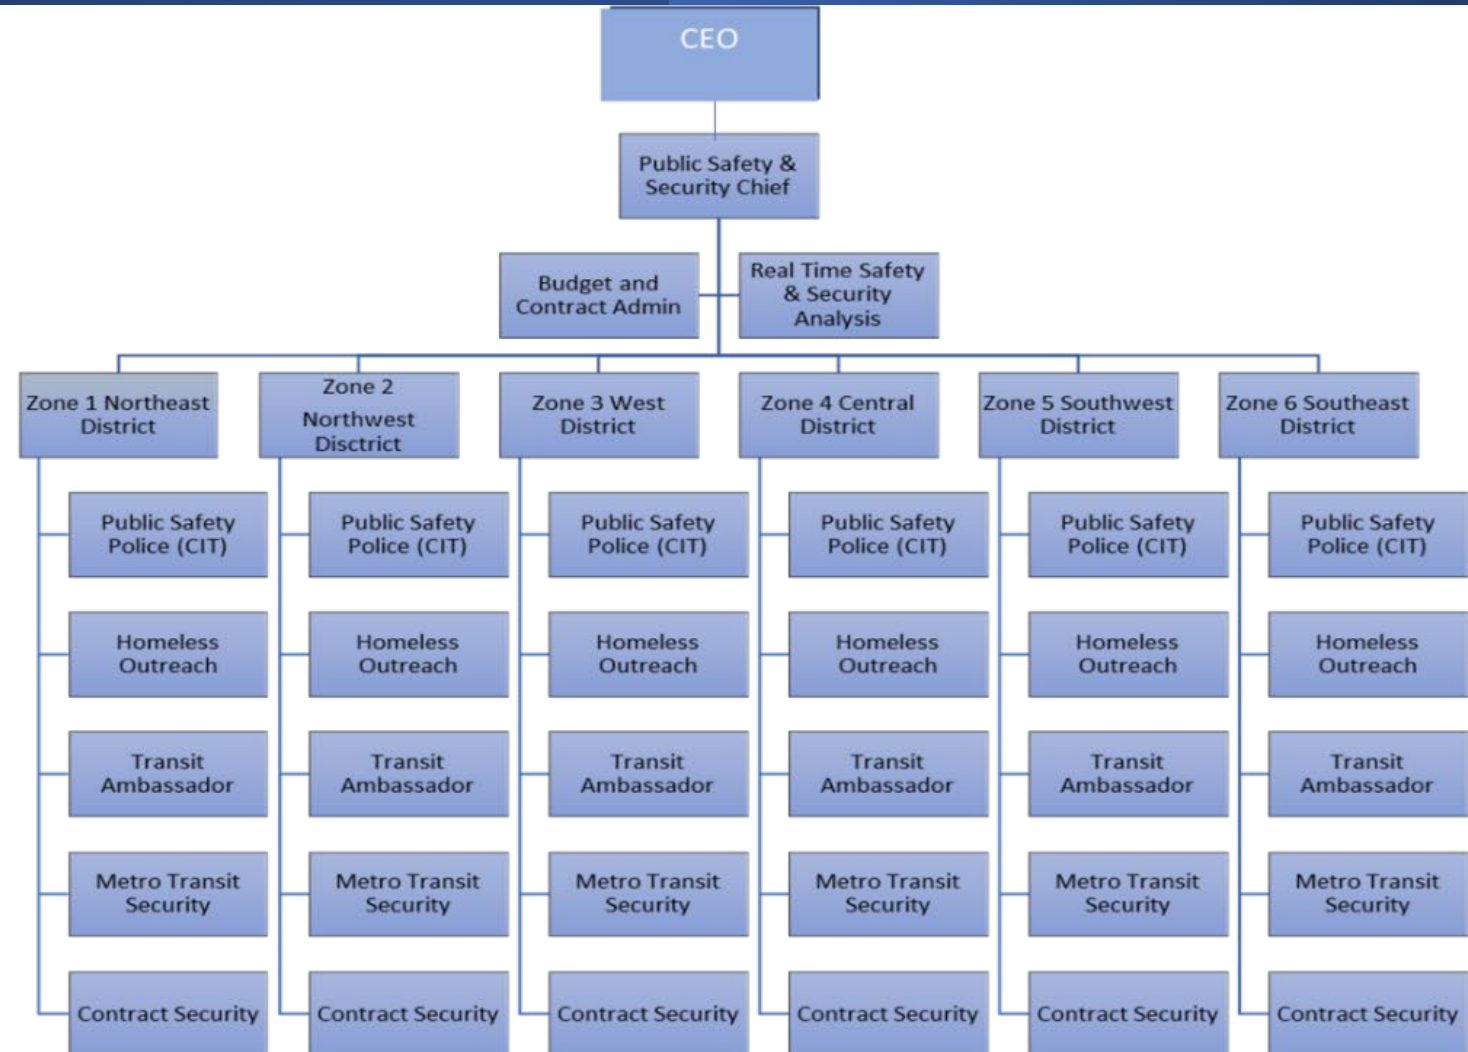 CEO
Public Safety &
Security Chief
Budget and
Contract Admin
Real Time Safety
& Security
Analysis
Zone 1 Northeast
District
Zone 2
Northwest
Disctrict
Zone 3 West
District
Zone 4 Central
District
Zone 5 Southwest
District
Zone 6 Southeast
District
Public Safety
Police (CIT)
Public Safety
Police (CIT)
Public Safety
Police (CIT)
Public Safety
Police (CIT)
Public Safety
Police (CIT)
Public Safety
Police (CIT)
Homeless
Outreach
Homeless
Outreach
Homeless
Outreach
Homeless
Outreach
Homeless
Outreach
Homeless
Outreach
Transit
Ambassador
Transit
Ambassador
Transit
Ambassador
Transit
Ambassador
Transit
Ambassador
Transit
Ambassador
Metro Transit
Security
Metro Transit
Security
Metro Transit
Security
Metro Transit
Security
Metro Transit
Security
Metro Transit
Security
Contract Security
Contract Security
Contract Security
Contract Security
Contract Security
Contract Security